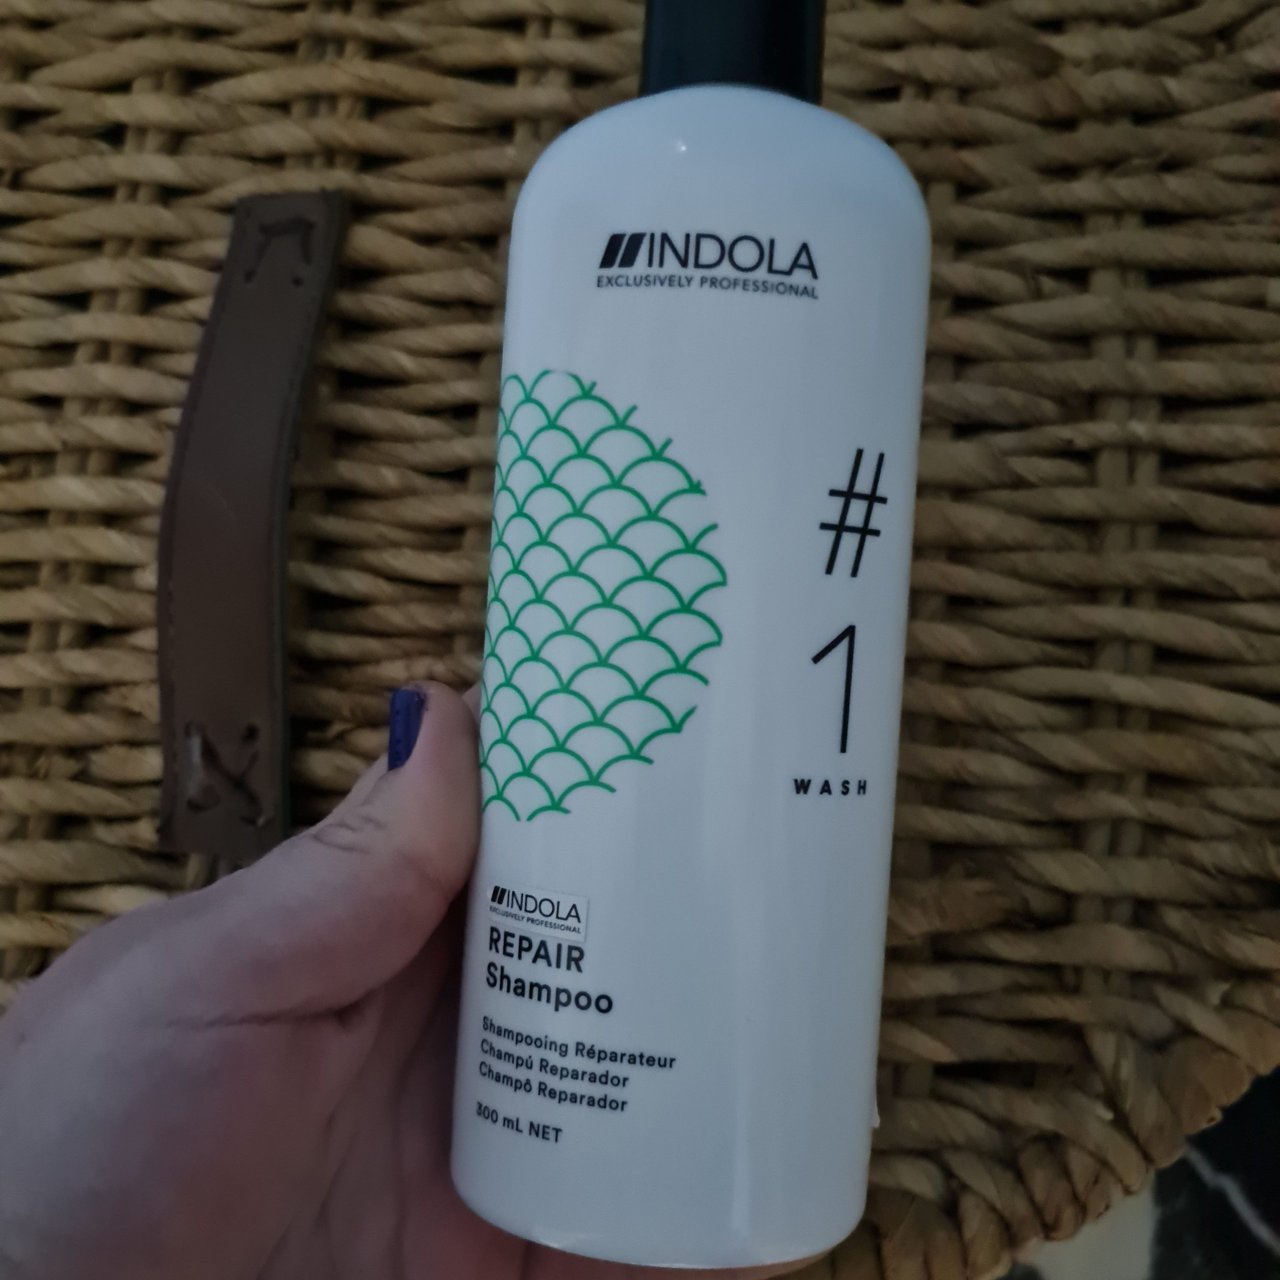 INDOLA
EXCLUSIVELY PROFESSIONAL
#
1
WASH
INDOLA
EXCLUSIVELY PROFESSIONAL
REPAIR
Shampoo
Shampooing Réparateur
Champú Reparador
Champô Reparador
300 mL NET